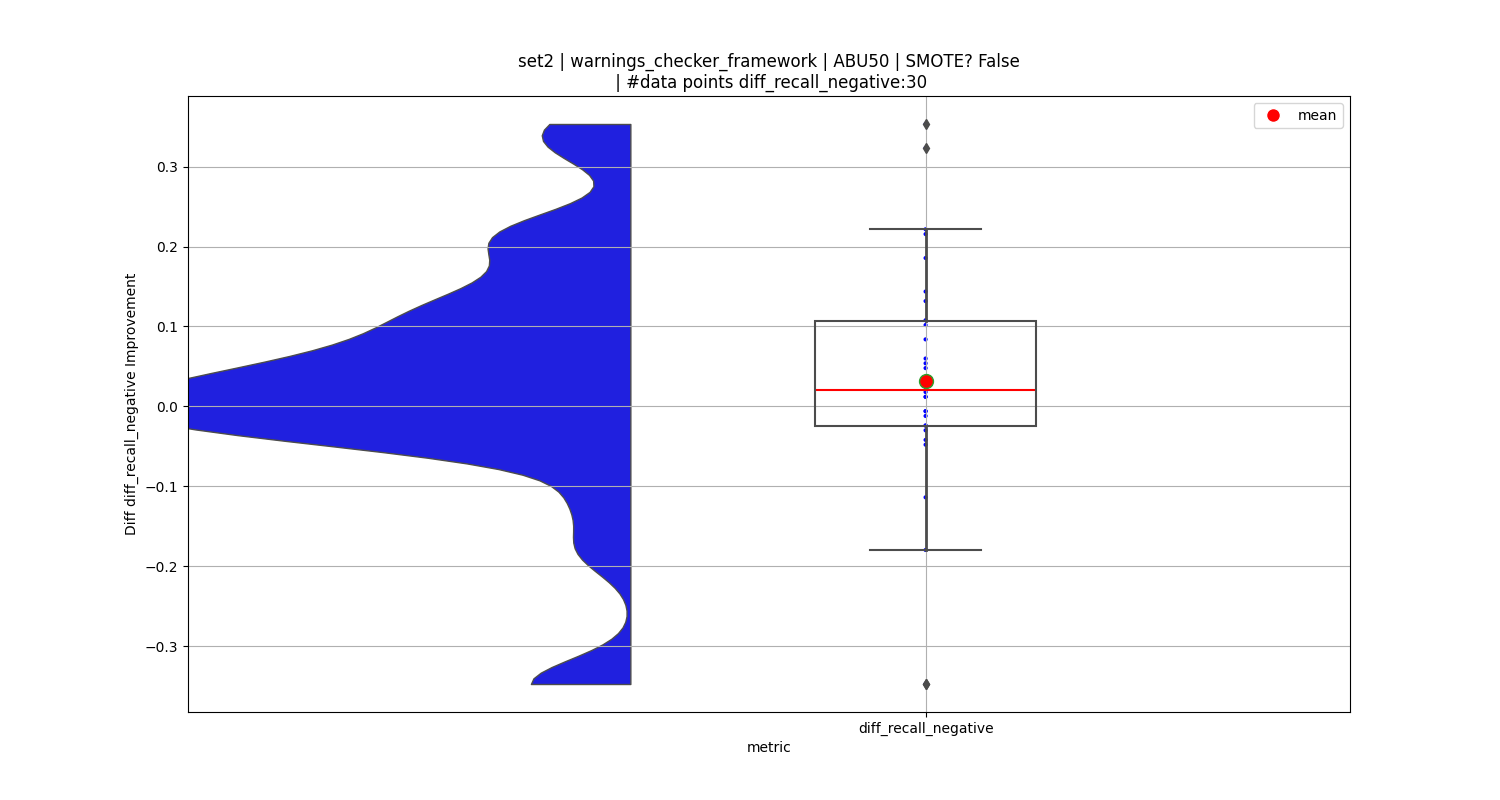 set2 | warnings_checker_framework | ABU50 | SMOTE? False
| #data points diff_recall_negative:30
mean
0.3
0.2
0.1
0.0
−0.1
−0.2
−0.3
Diff diff_recall_negative Improvement
diff_recall_negative
metric